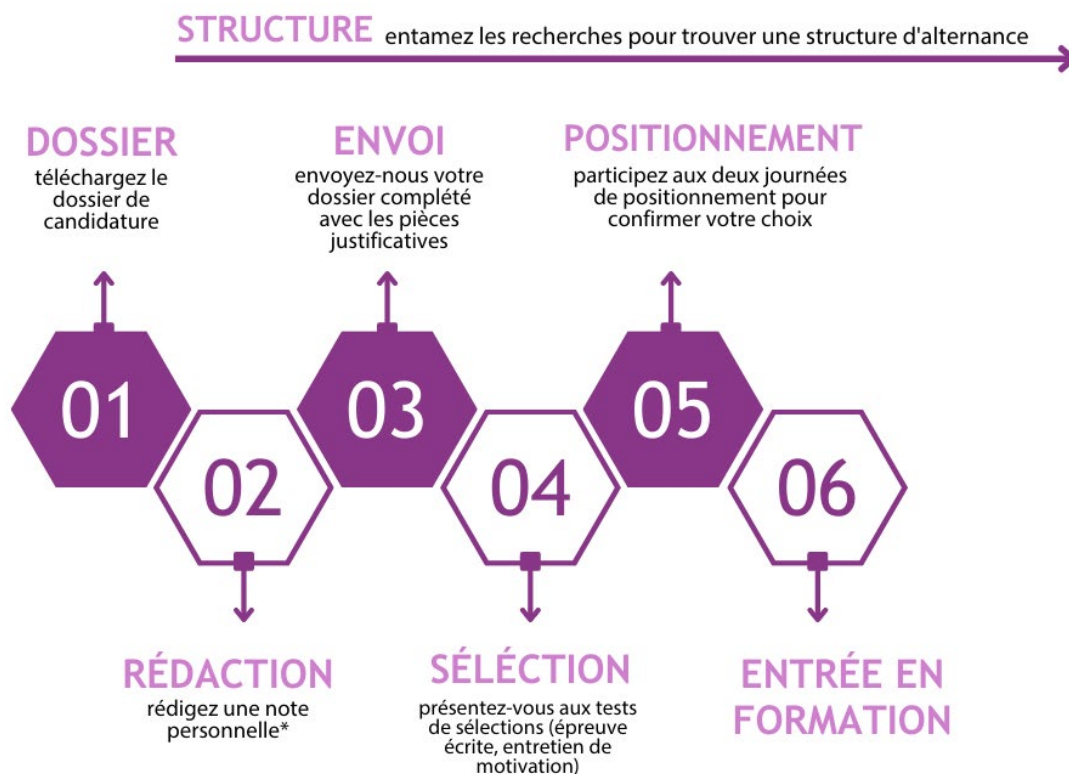 STRUCTURE entamez les recherches pour trouver une structure d'alternance
DOSSIER
téléchargez le
dossier de
candidature
ENVOI
envoyez-nous votre
dossier complété
avec les pièces
justificatives
POSITIONNEMENT
participez aux deux journées
de positionnement pour
confirmer votre choix
01
02
03
04
05
06
RÉDACTION
rédigez une note
personnelle*
SÉLÉCTION
présentez-vous aux tests
de sélections (épreuve
écrite, entretien de
motivation)
ENTRÉE EN
FORMATION